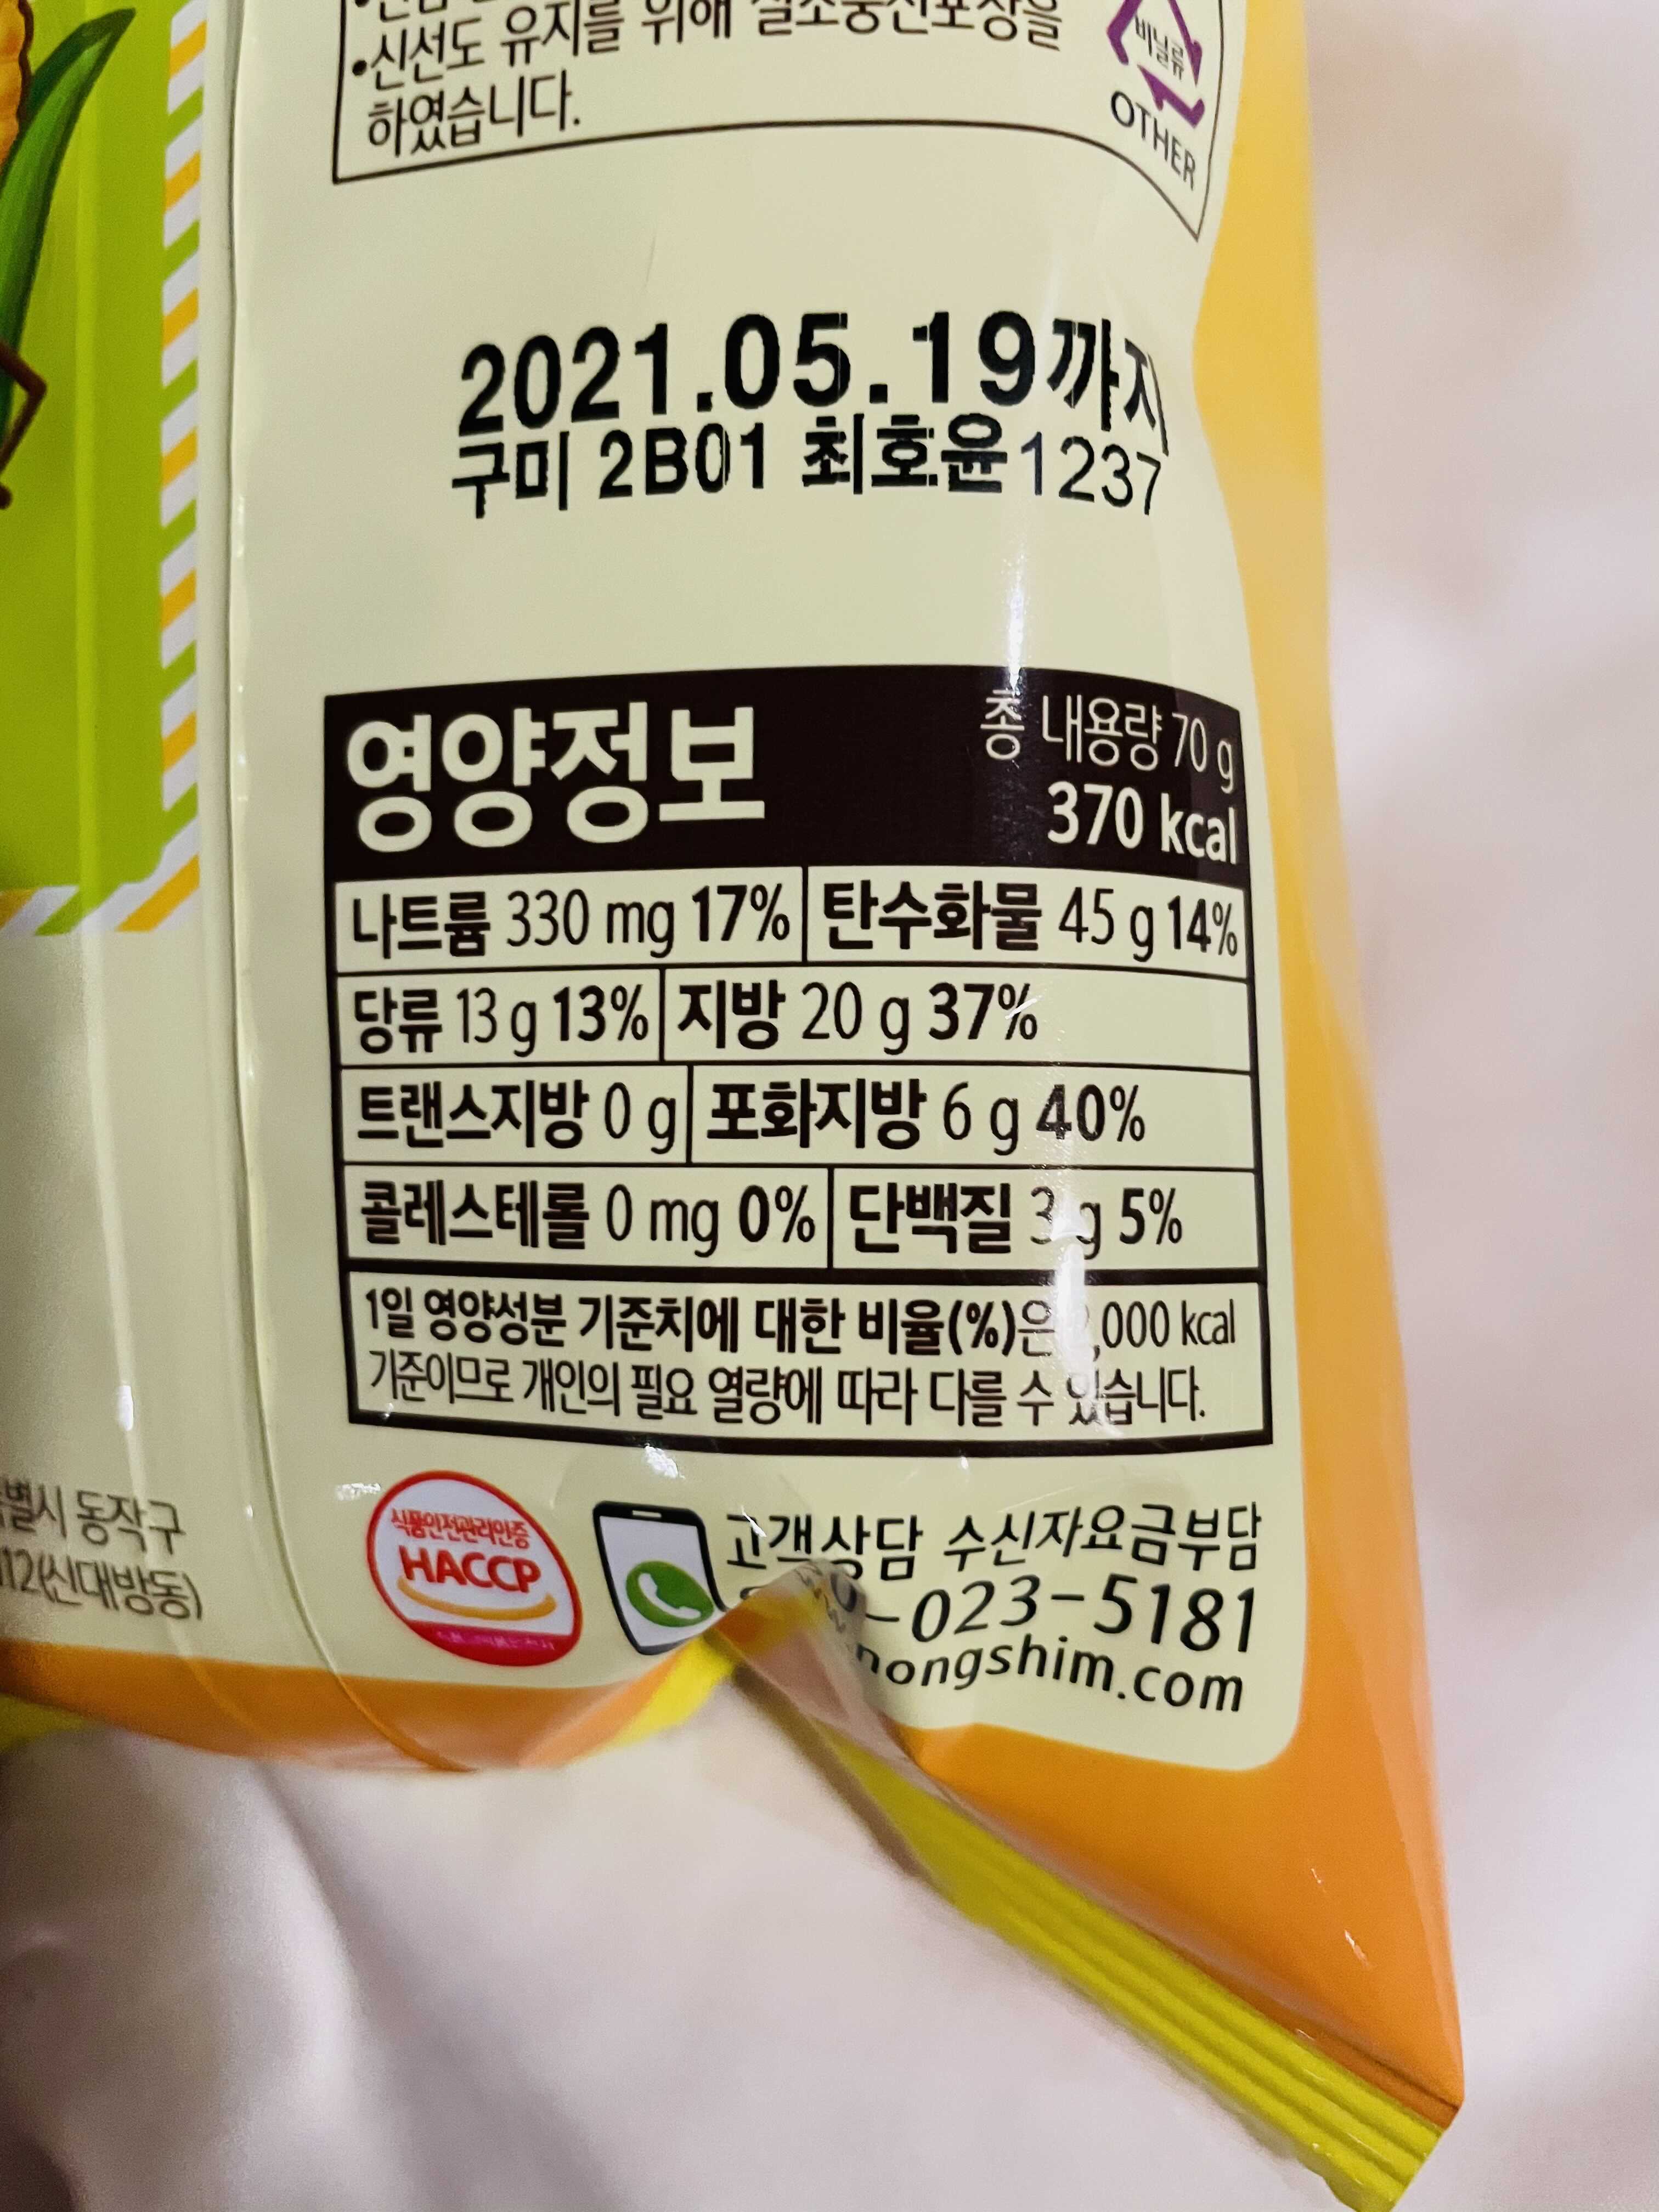 •신선도 유지를 위해 질소충전포장을
하였습니다.
비닐류
OTHER
2021.05.19까지
구미 2B01 최호윤1237
영양정보
총 내용량 70 g
370 kcal
나트륨 330 mg 17% 탄수화물 45 g 14%
당류 13 g 13% 지방 20 g 37%
트랜스지방 0 g 포화지방 6 g 40%
콜레스테롤 0 mg 0% 단백질 3 g 5%
1일 영양성분 기준치에 대한 비율(%)은 ,000 kcal
기준이므로 개인의 필요 열량에 따라 다를 수 있습니다.
별시 동작구
112(신대방동)
식품안전관리인증
HACCP
고객상담 수신자요금부담
-023-5181
nongshim.com